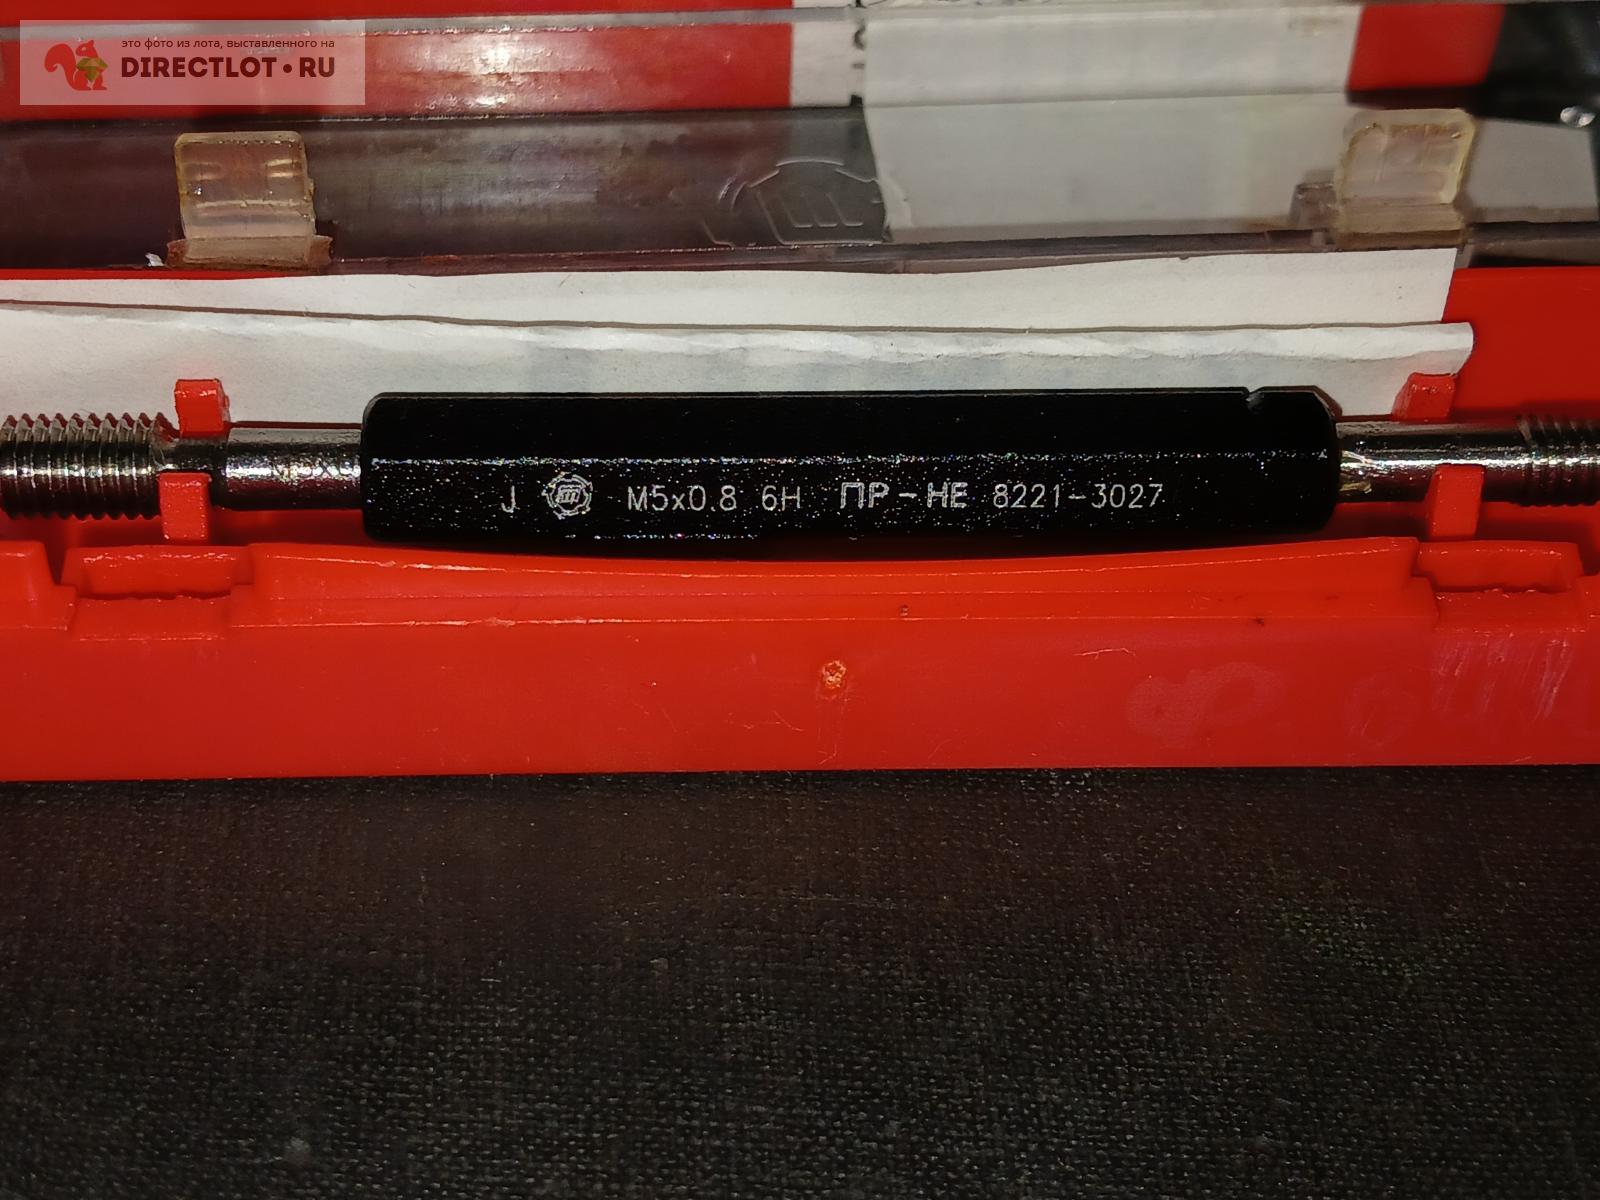 это фото из лота, выставленного на
DIRECTLOT•RU
J M5x0.8 6H ПР-НЕ 8221-3027